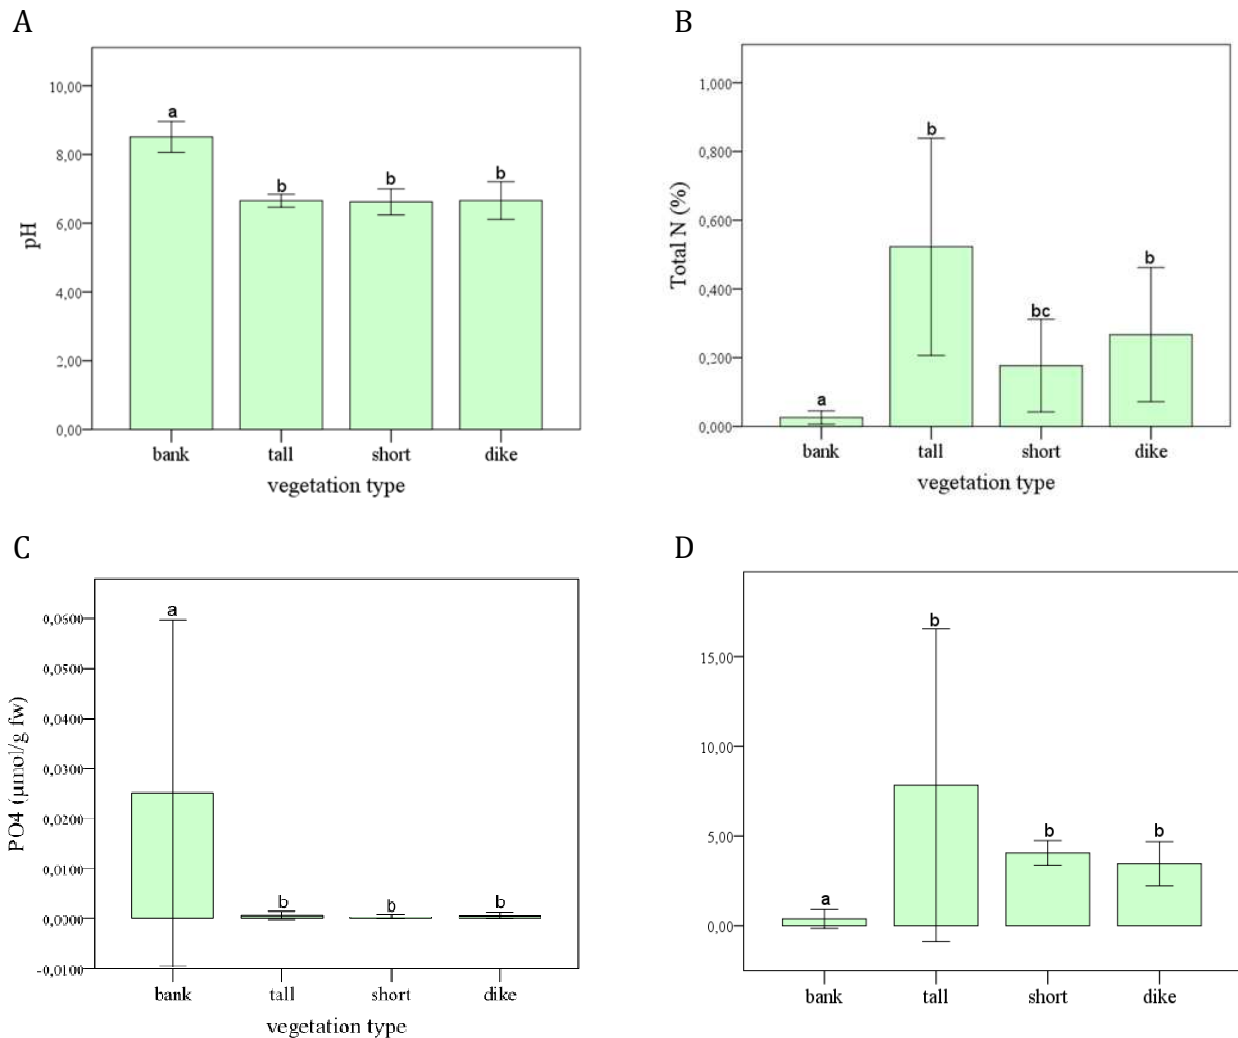 A
pH
10,00
8,00
6,00
4,00
2,00
0,00
a
b
b
b
bank tall short dike
vegetation type
B
Total N (%)
1,000
0,800
0,600
0,400
0,200
0,000
a
b
bc
b
bank tall short dike
vegetation type
C
PO4 (µmol/g fw)
0,0600
0,0500
0,0400
0,0300
0,0200
0,0100
0,0000
-0,0100
a
b
b
b
bank tall short dike
vegetation type
D
15,00
10,00
5,00
0,00
a
b
b
b
bank tall short dike